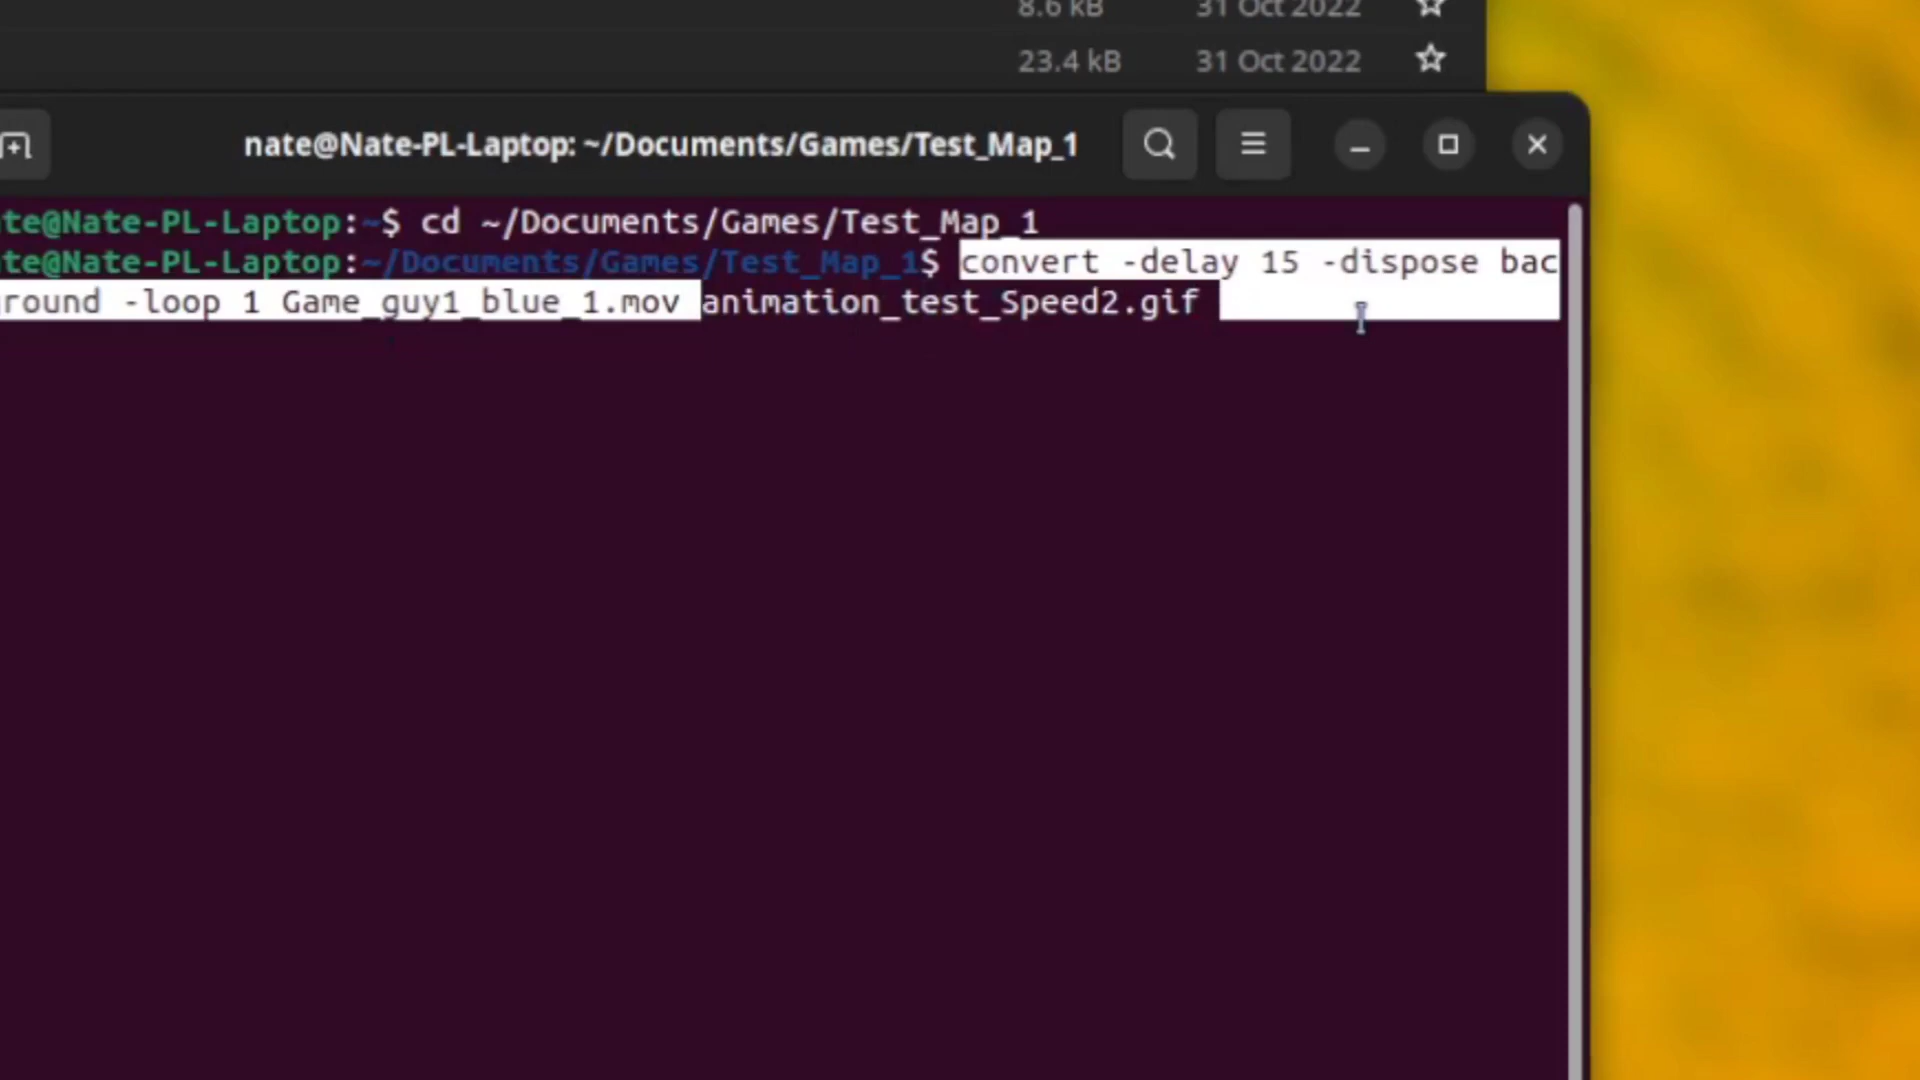 8.6 kB 31 Oct 2022
23.4 kB 31 Oct 2022
nate@Nate-PL-Laptop: ~/Documents/Games/Test_Map_1
te@Nate-PL-Laptop:~$ cd ~/Documents/Games/Test_Map_1
te@Nate-PL-Laptop:~/Documents/Games/Test_Map_1$ convert -delay 15 -dispose bac
round -loop 1 Game_guy1_blue_1.mov animation_test_Speed2.gif